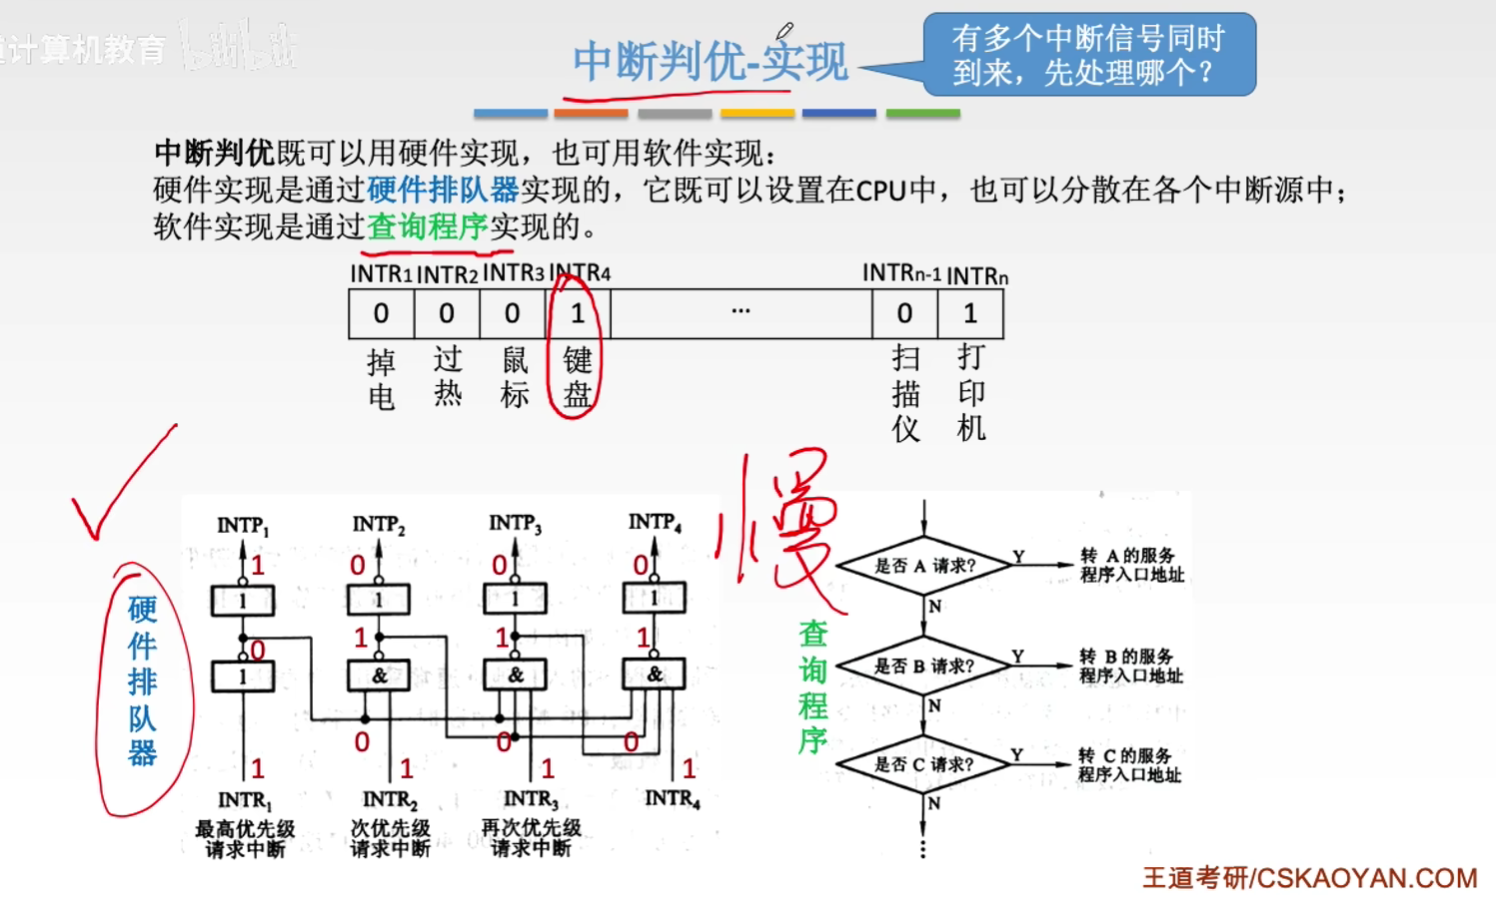 计算机教育 bilibili
中断判优-实现
有多个中断信号同时
到来，先处理哪个？
中断判优既可以用硬件实现，也可用软件实现：
硬件实现是通过硬件排队器实现的，它既可以设置在CPU中，也可以分散在各个中断源中；
软件实现是通过查询程序实现的。
INTR1 INTR2 INTR3 INTR4 INTRn-1 INTRn
0 0 0 1 … 0 1
掉电 过热 鼠标 键盘 扫描仪 打印机
慢
硬件排队器
INTP1 INTP2 INTP3 INTP4
1 0 0 0
1 1 1 1
0 1 1 1
1 & & &
0 0 0
1 1 1 1
INTR1 INTR2 INTR3 INTR4
最高优先级 次优先级 再次优先级
请求中断 请求中断 请求中断
查询程序
是否 A 请求? Y 转 A 的服务
程序入口地址
N
是否 B 请求? Y 转 B 的服务
程序入口地址
N
是否 C 请求? Y 转 C 的服务
程序入口地址
N
⋮
王道考研/CSKAOYAN.COM